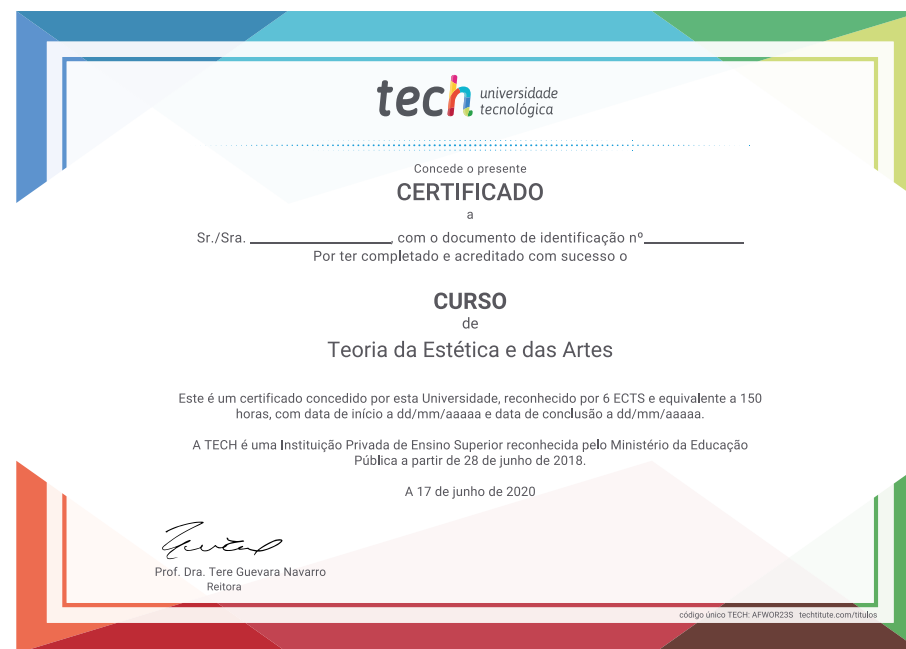 tech universidade
tecnológica
Concede o presente
CERTIFICADO
a
Sr./Sra. ____________________, com o documento de identificação nº______________
Por ter completado e acreditado com sucesso o
CURSO
de
Teoria da Estética e das Artes
Este é um certificado concedido por esta Universidade, reconhecido por 6 ECTS e equivalente a 150
horas, com data de início a dd/mm/aaaaa e data de conclusão a dd/mm/aaaaa.
A TECH é uma Instituição Privada de Ensino Superior reconhecida pelo Ministério da Educação
Pública a partir de 28 de junho de 2018.
A 17 de junho de 2020
Prof. Dra. Tere Guevara Navarro
Reitora
código único TECH: AFWOR23S techtitute.com/titulos